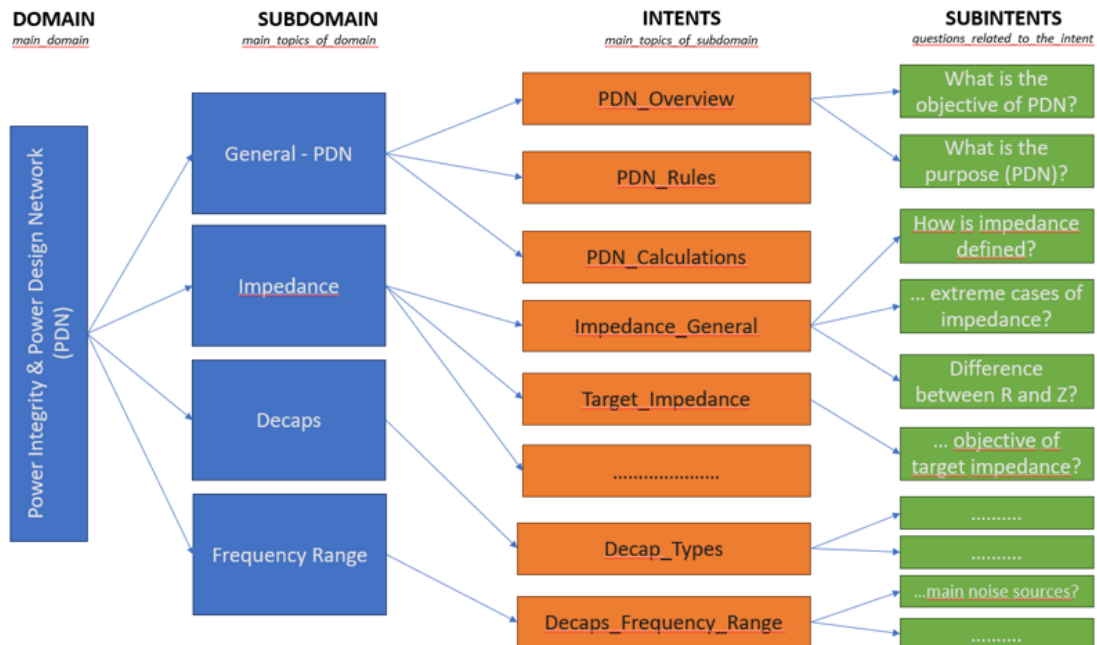 DOMAIN
main_domain
SUBDOMAIN
main_topics_of_domain
INTENTS
main_topics_of_subdomain
SUBINTENTS
questions_related_to_the_intent
Power Integrity & Power Design Network
(PDN)
General - PDN
Impedance
Decaps
Frequency Range
PDN_Overview
PDN_Rules
PDN_Calculations
Impedance_General
Target_Impedance
.....................
Decap_Types
Decaps_Frequency_Range
What is the
objective of PDN?
What is the
purpose (PDN)?
How is impedance
defined?
... extreme cases of
impedance?
Difference
between R and Z?
... objective of
target impedance?
..........
..........
...main noise sources?
..........